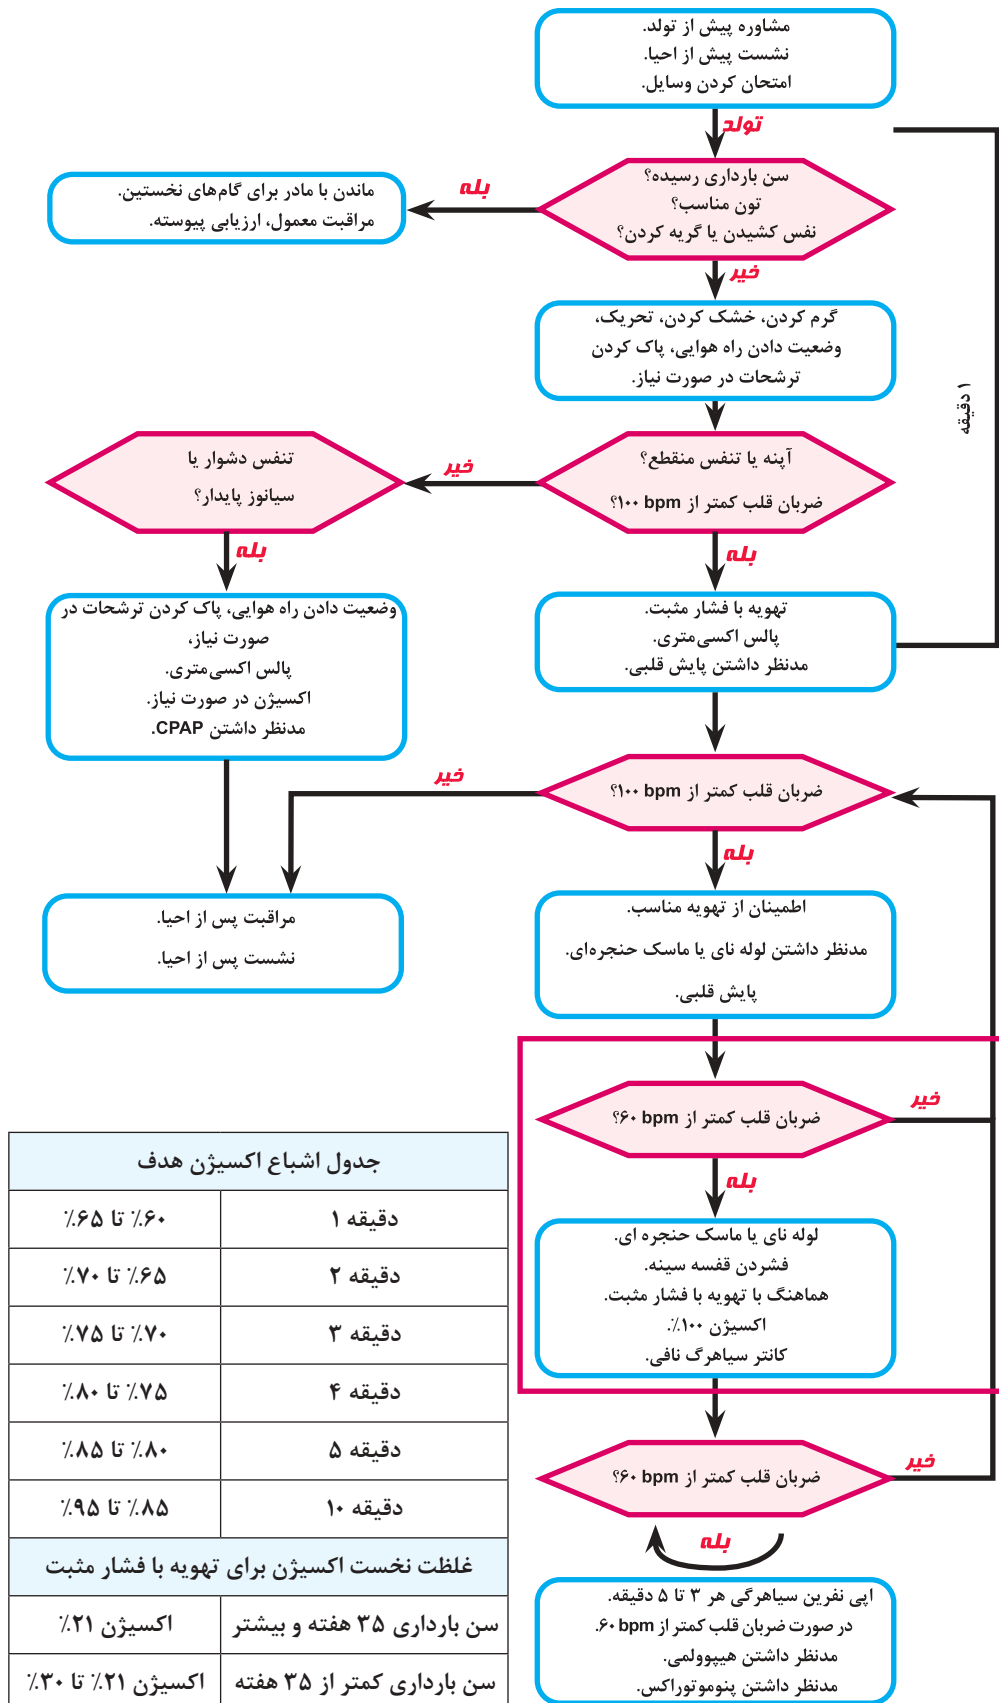 مشاوره پیش از تولد.
نشست پیش از احیا.
امتحان کردن وسایل.
تولد
سن بارداری رسیده؟
تون مناسب؟
نفس کشیدن یا گریه کردن؟
بله
ماندن با مادر برای گام‌های نخستین.
مراقبت معمول، ارزیابی پیوسته.
خیر
گرم کردن، خشک کردن، تحریک،
وضعیت دادن راه هوایی، پاک کردن
ترشحات در صورت نیاز.
۱ دقیقه
آپنه یا تنفس منقطع؟
ضربان قلب کمتر از ۱۰۰ bpm؟
خیر
تنفس دشوار یا
سیانوز پایدار؟
بله
بله
تهویه با فشار مثبت.
پالس اکسی‌متری.
مدنظر داشتن پایش قلبی.
وضعیت دادن راه هوایی، پاک کردن ترشحات در
صورت نیاز،
پالس اکسی‌متری.
اکسیژن در صورت نیاز.
مدنظر داشتن CPAP.
ضربان قلب کمتر از ۱۰۰ bpm؟
خیر
بله
اطمینان از تهویه مناسب.
مدنظر داشتن لوله نای یا ماسک حنجره‌ای.
پایش قلبی.
مراقبت پس از احیا.
نشست پس از احیا.
ضربان قلب کمتر از ۶۰ bpm؟
خیر
بله
لوله نای یا ماسک حنجره ای.
فشردن قفسه سینه.
هماهنگ با تهویه با فشار مثبت.
اکسیژن ۱۰۰٪.
کانتر سیاهرگ نافی.
ضربان قلب کمتر از ۶۰ bpm؟
خیر
بله
اپی نفرین سیاهرگی هر ۳ تا ۵ دقیقه.
در صورت ضربان قلب کمتر از ۶۰ bpm.
مدنظر داشتن هیپوولمی.
مدنظر داشتن پنوموتوراکس.
جدول اشباع اکسیژن هدف
دقیقه ۱ ۶۰٪ تا ۶۵٪
دقیقه ۲ ۶۵٪ تا ۷۰٪
دقیقه ۳ ۷۰٪ تا ۷۵٪
دقیقه ۴ ۷۵٪ تا ۸۰٪
دقیقه ۵ ۸۰٪ تا ۸۵٪
دقیقه ۱۰ ۸۵٪ تا ۹۵٪
غلظت نخست اکسیژن برای تهویه با فشار مثبت
سن بارداری ۳۵ هفته و بیشتر اکسیژن ۲۱٪
سن بارداری کمتر از ۳۵ هفته اکسیژن ۲۱٪ تا ۳۰٪